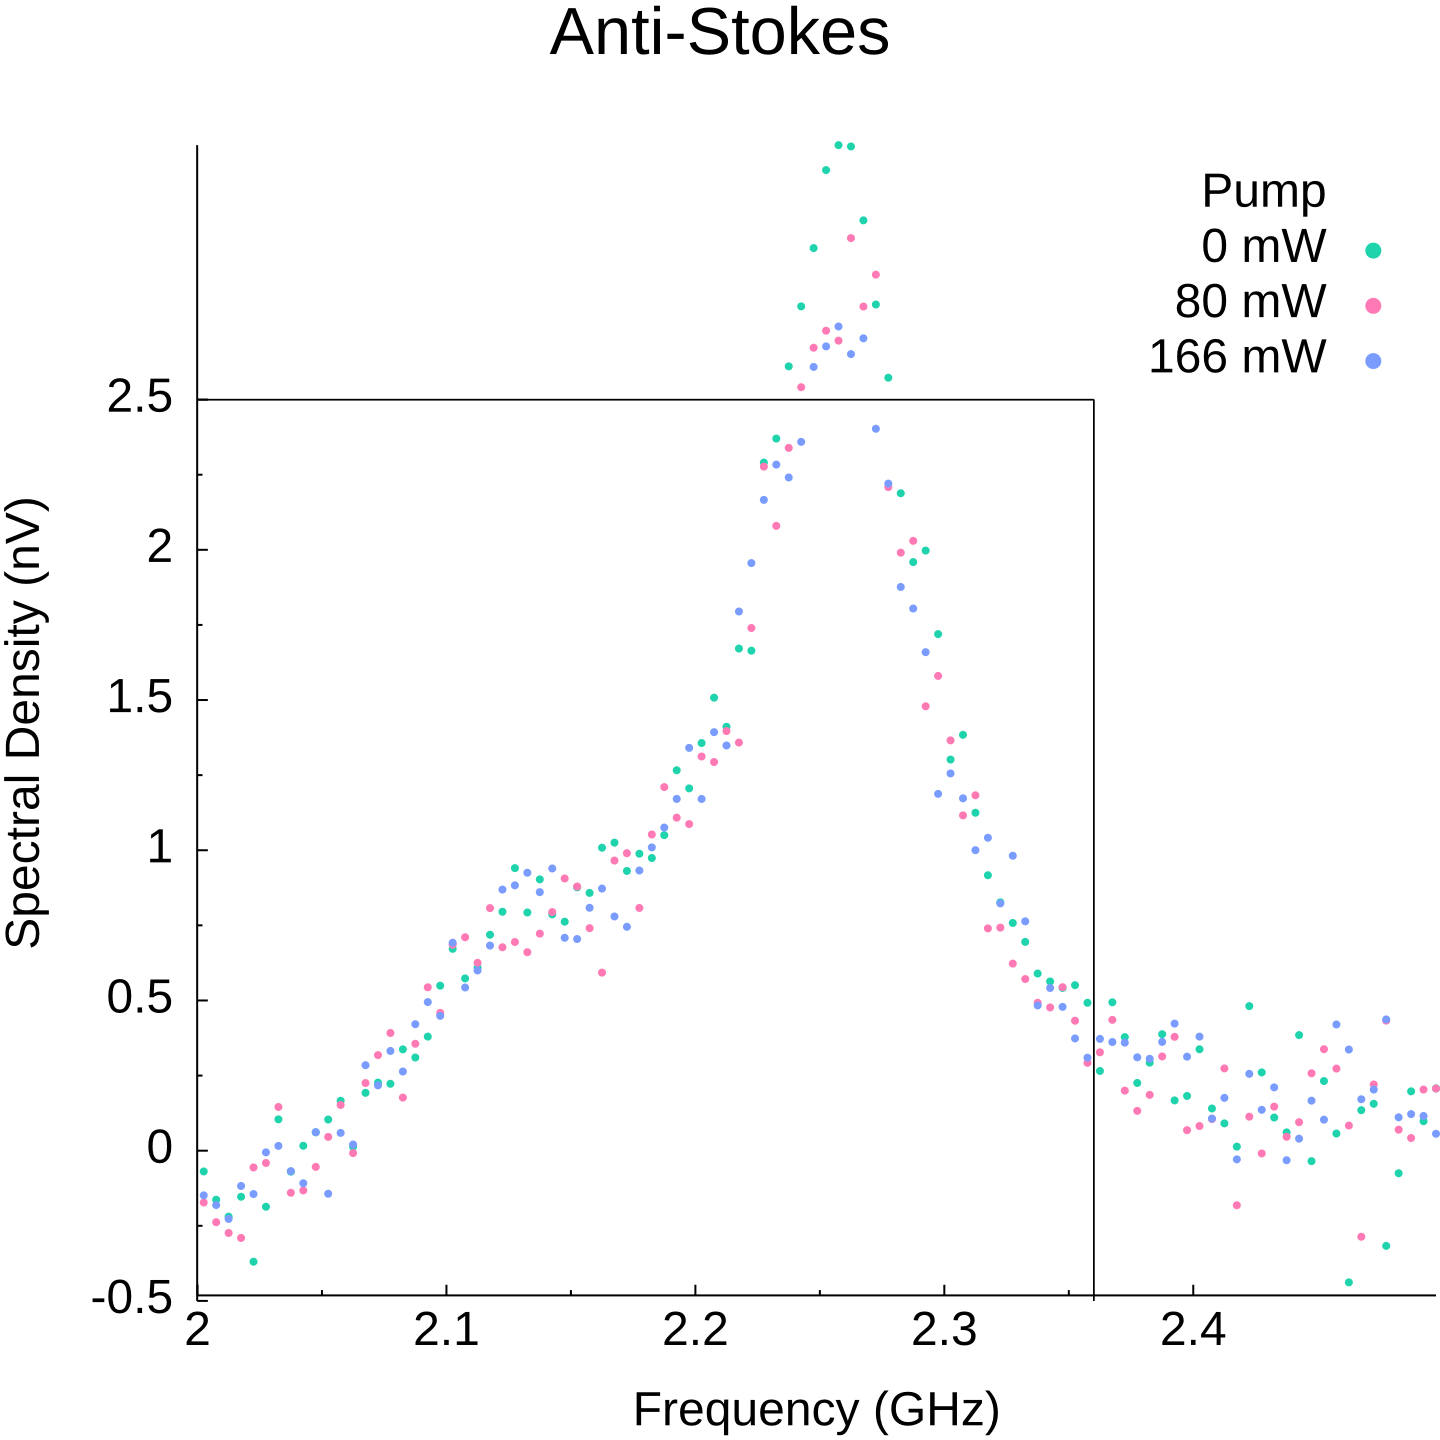 Anti-Stokes
Pump
0 mW
80 mW
166 mW
2.5
2
1.5
1
0.5
0
-0.5
Spectral Density (nV)
2 2.1 2.2 2.3 2.4
Frequency (GHz)